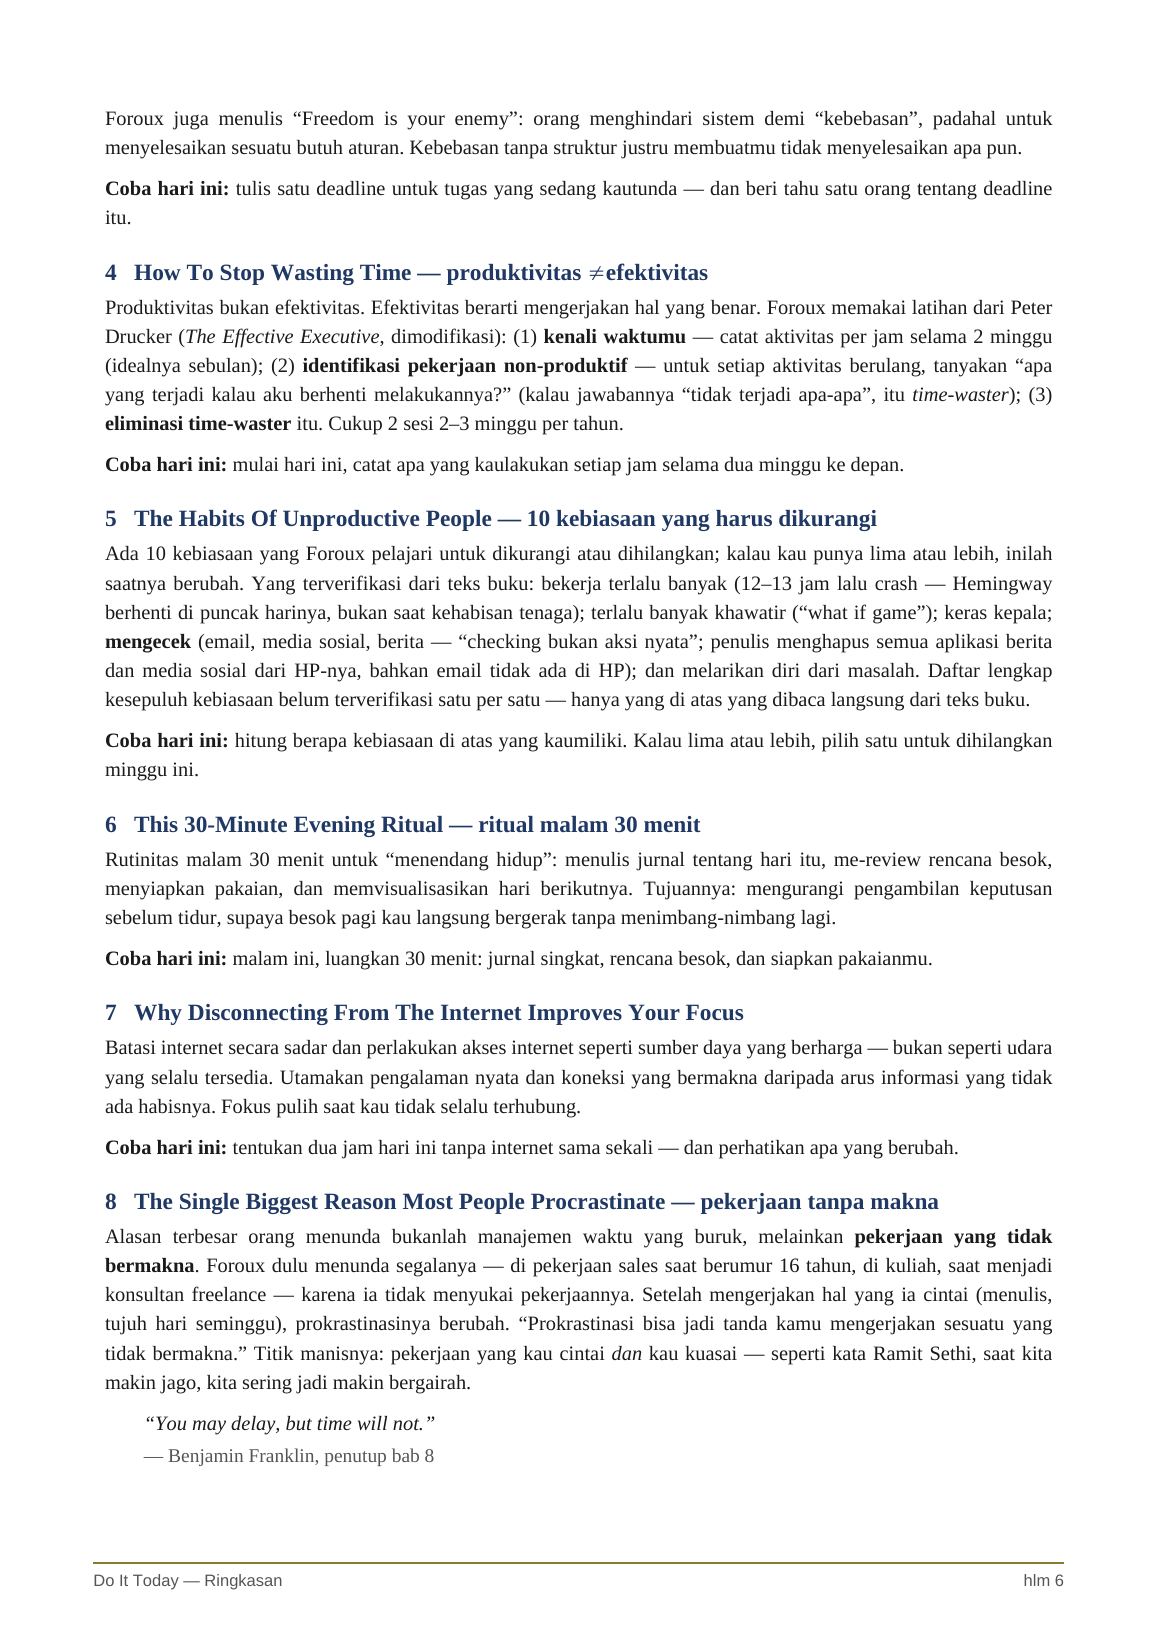 Foroux juga menulis “Freedom is your enemy”: orang menghindari sistem demi “kebebasan”, padahal untuk
menyelesaikan sesuatu butuh aturan. Kebebasan tanpa struktur justru membuatmu tidak menyelesaikan apa pun.
Coba hari ini: tulis satu deadline untuk tugas yang sedang kautunda — dan beri tahu satu orang tentang deadline
itu.
4 How To Stop Wasting Time — produktivitas ≠efektivitas
Produktivitas bukan efektivitas. Efektivitas berarti mengerjakan hal yang benar. Foroux memakai latihan dari Peter
Drucker (The Effective Executive, dimodifikasi): (1) kenali waktumu — catat aktivitas per jam selama 2 minggu
(idealnya sebulan); (2) identifikasi pekerjaan non-produktif — untuk setiap aktivitas berulang, tanyakan “apa
yang terjadi kalau aku berhenti melakukannya?” (kalau jawabannya “tidak terjadi apa-apa”, itu time-waster); (3)
eliminasi time-waster itu. Cukup 2 sesi 2–3 minggu per tahun.
Coba hari ini: mulai hari ini, catat apa yang kaulakukan setiap jam selama dua minggu ke depan.
5 The Habits Of Unproductive People — 10 kebiasaan yang harus dikurangi
Ada 10 kebiasaan yang Foroux pelajari untuk dikurangi atau dihilangkan; kalau kau punya lima atau lebih, inilah
saatnya berubah. Yang terverifikasi dari teks buku: bekerja terlalu banyak (12–13 jam lalu crash — Hemingway
berhenti di puncak harinya, bukan saat kehabisan tenaga); terlalu banyak khawatir (“what if game”); keras kepala;
mengecek (email, media sosial, berita — “checking bukan aksi nyata”; penulis menghapus semua aplikasi berita
dan media sosial dari HP-nya, bahkan email tidak ada di HP); dan melarikan diri dari masalah. Daftar lengkap
kesepuluh kebiasaan belum terverifikasi satu per satu — hanya yang di atas yang dibaca langsung dari teks buku.
Coba hari ini: hitung berapa kebiasaan di atas yang kaumiliki. Kalau lima atau lebih, pilih satu untuk dihilangkan
minggu ini.
6 This 30-Minute Evening Ritual — ritual malam 30 menit
Rutinitas malam 30 menit untuk “menendang hidup”: menulis jurnal tentang hari itu, me-review rencana besok,
menyiapkan pakaian, dan memvisualisasikan hari berikutnya. Tujuannya: mengurangi pengambilan keputusan
sebelum tidur, supaya besok pagi kau langsung bergerak tanpa menimbang-nimbang lagi.
Coba hari ini: malam ini, luangkan 30 menit: jurnal singkat, rencana besok, dan siapkan pakaianmu.
7 Why Disconnecting From The Internet Improves Your Focus
Batasi internet secara sadar dan perlakukan akses internet seperti sumber daya yang berharga — bukan seperti udara
yang selalu tersedia. Utamakan pengalaman nyata dan koneksi yang bermakna daripada arus informasi yang tidak
ada habisnya. Fokus pulih saat kau tidak selalu terhubung.
Coba hari ini: tentukan dua jam hari ini tanpa internet sama sekali — dan perhatikan apa yang berubah.
8 The Single Biggest Reason Most People Procrastinate — pekerjaan tanpa makna
Alasan terbesar orang menunda bukanlah manajemen waktu yang buruk, melainkan pekerjaan yang tidak
bermakna. Foroux dulu menunda segalanya — di pekerjaan sales saat berumur 16 tahun, di kuliah, saat menjadi
konsultan freelance — karena ia tidak menyukai pekerjaannya. Setelah mengerjakan hal yang ia cintai (menulis,
tujuh hari seminggu), prokrastinasinya berubah. “Prokrastinasi bisa jadi tanda kamu mengerjakan sesuatu yang
tidak bermakna.” Titik manisnya: pekerjaan yang kau cintai dan kau kuasai — seperti kata Ramit Sethi, saat kita
makin jago, kita sering jadi makin bergairah.
“You may delay, but time will not.”
— Benjamin Franklin, penutup bab 8
Do It Today — Ringkasan
hlm 6